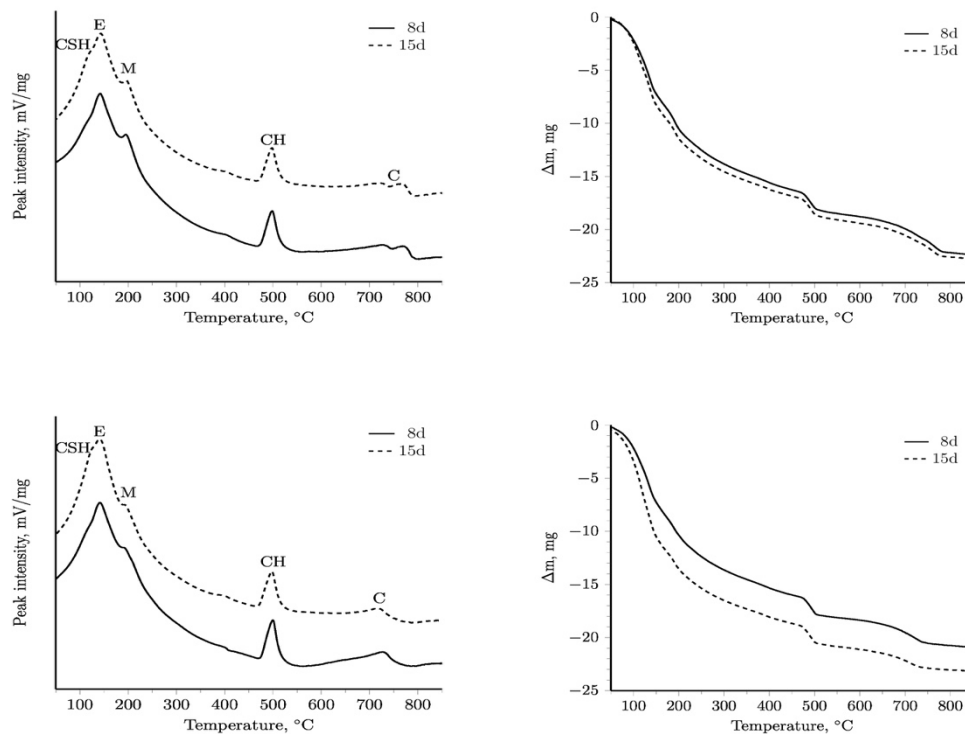 E
8d
15d
CSH
M
CH
C
Peak intensity, mV/mg
100 200 300 400 500 600 700 800
Temperature, °C
0
−5
−10
−15
−20
−25
8d
15d
Δm, mg
100 200 300 400 500 600 700 800
Temperature, °C
E
8d
15d
CSH
M
CH
C
Peak intensity, mV/mg
100 200 300 400 500 600 700 800
Temperature, °C
0
−5
−10
−15
−20
−25
8d
15d
Δm, mg
100 200 300 400 500 600 700 800
Temperature, °C